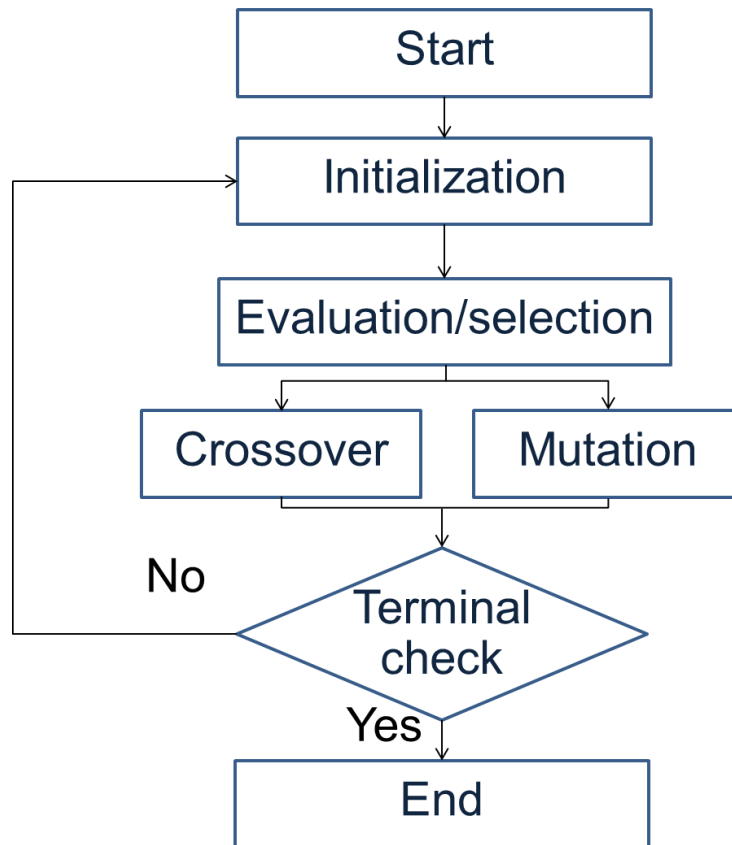 Start
Initialization
Evaluation/selection
Crossover
Mutation
No
Terminal
check
Yes
End